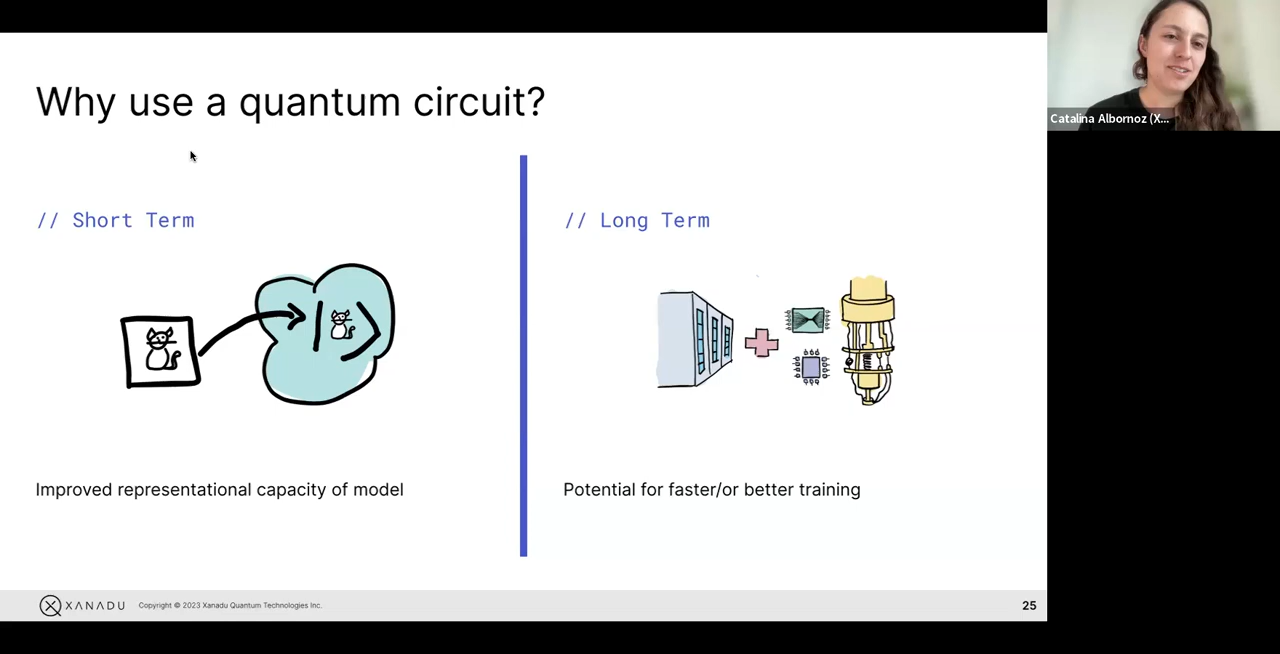 Why use a quantum circuit?
Catalina Albornoz (X...
// Short Term
// Long Term
Improved representational capacity of model
Potential for faster/or better training
XANADU
Copyright © 2023 Xanadu Quantum Technologies Inc.
25